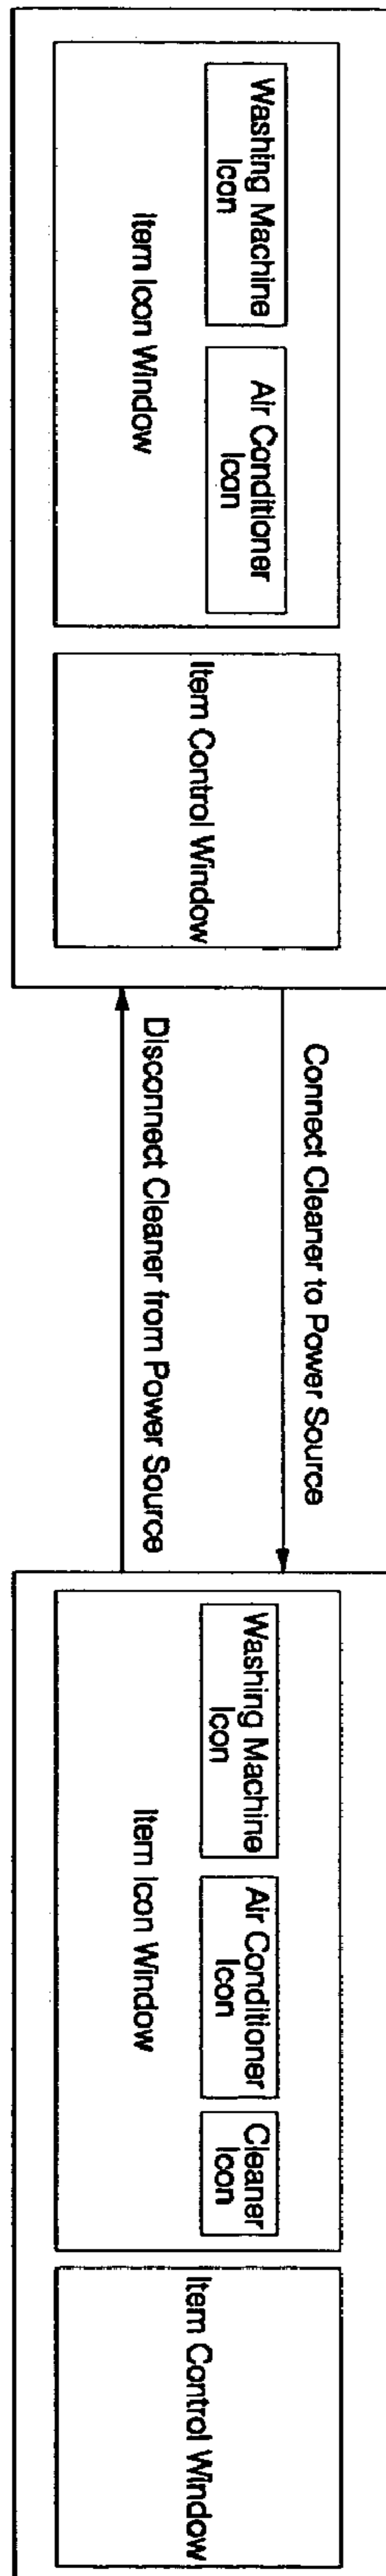 Washing Machine
Icon
Air Conditioner
Icon
Item Icon Window
Item Control Window
Connect Cleaner to Power Source
Disconnect Cleaner from Power Source
Washing Machine
Icon
Air Conditioner
Icon
Cleaner
Icon
Item Icon Window
Item Control Window